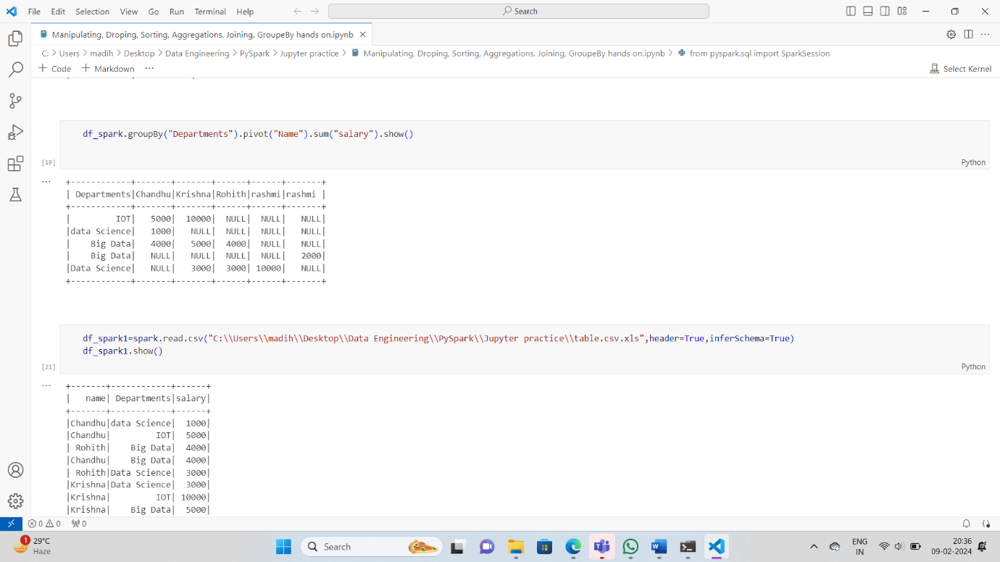 File Edit Selection View Go Run Terminal Help
Search
Manipulating, Droping, Sorting, Aggregations, Joining, GroupeBy hands on.ipynb
C: > Users > madih > Desktop > Data Engineering > PySpark > Jupyter practice > Manipulating, Droping, Sorting, Aggregations, Joining, GroupeBy hands on.ipynb > from pyspark.sql import SparkSession
+ Code + Markdown ...
Select Kernel
df_spark.groupBy("Departments").pivot("Name").sum("salary").show()
[19]
Python
...
+------------+-------+-------+------+------+-------+
| Departments|Chandhu|Krishna|Rohith|rashmi|rashmi |
+------------+-------+-------+------+------+-------+
|         IOT|   5000|  10000|  NULL|  NULL|   NULL|
|data Science|   1000|   NULL|  NULL|  NULL|   NULL|
|    Big Data|   4000|   5000|  4000|  NULL|   NULL|
|    Big Data|   NULL|   NULL|  NULL|  NULL|   2000|
|Data Science|   NULL|   3000|  3000| 10000|   NULL|
+------------+-------+-------+------+------+-------+
df_spark1=spark.read.csv("C:\\Users\\madih\\Desktop\\Data Engineering\\PySpark\\Jupyter practice\\table.csv.xls",header=True,inferSchema=True)
df_spark1.show()
[21]
Python
...
+-------+------------+------+
|   name| Departments|salary|
+-------+------------+------+
|Chandhu|data Science|  1000|
|Chandhu|         IOT|  5000|
| Rohith|    Big Data|  4000|
|Chandhu|    Big Data|  4000|
| Rohith|Data Science|  3000|
|Krishna|Data Science|  3000|
|Krishna|         IOT| 10000|
|Krishna|    Big Data|  5000|
0 0 0
1
29°C
Haze
Search
ENG
IN
20:36
09-02-2024